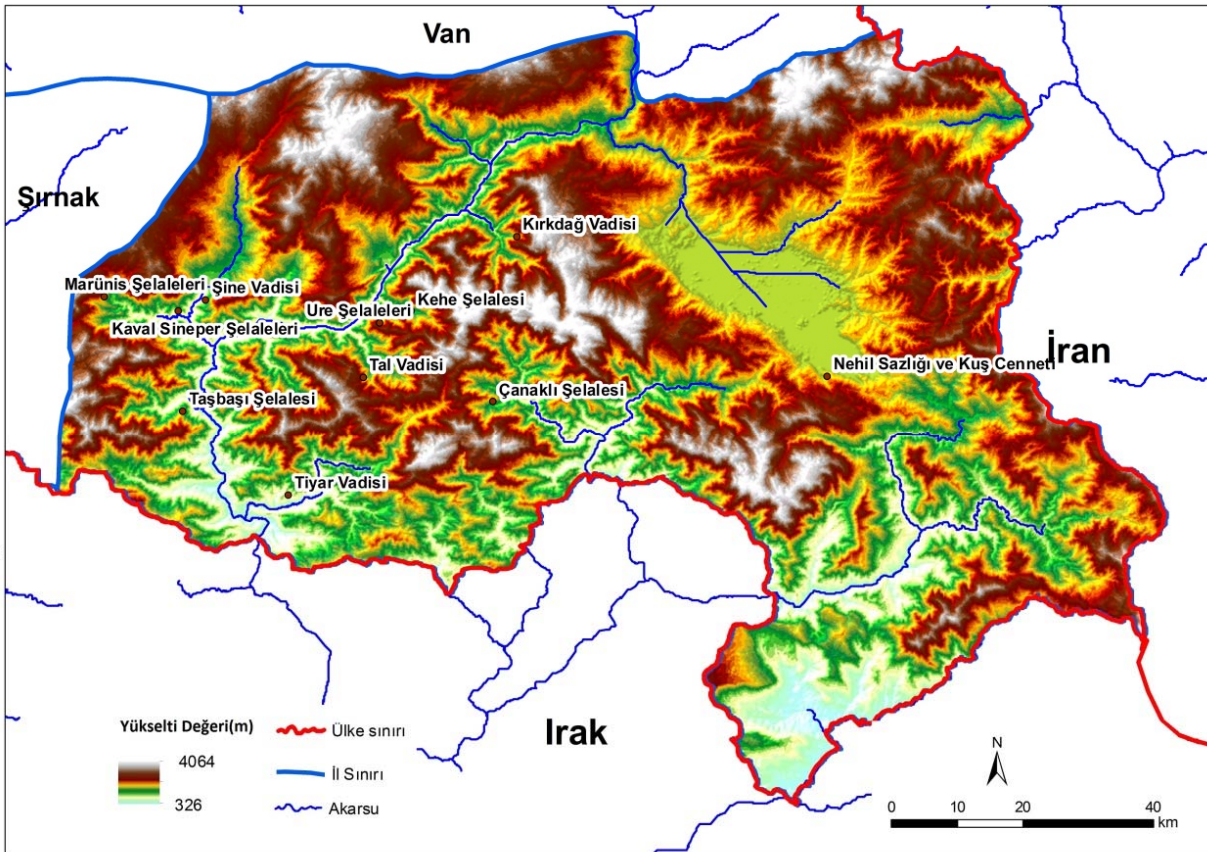 Van
Şırnak
Kırkdağ Vadisi
Marünis Şelaleleri
Şine Vadisi
Ure Şelaleleri
Kehe Şelalesi
Kaval Sineper Şelaleleri
İran
Tal Vadisi
Nehil Sazlığı ve Kuş Cenneti
Taşbaşı Şelalesi
Çanaklı Şelalesi
Tiyar Vadisi
Irak
Yükselti Değeri(m)
4064
326
Ülke sınırı
İl Sınırı
Akarsu
N
0 10 20 40
km